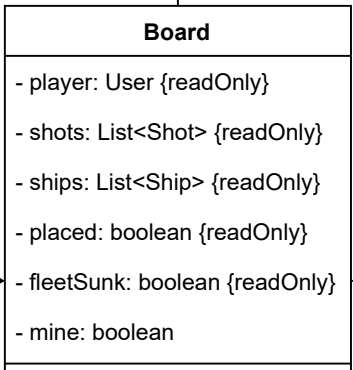 Board
- player: User {readOnly}
- shots: List<Shot> {readOnly}
- ships: List<Ship> {readOnly}
- placed: boolean {readOnly}
- fleetSunk: boolean {readOnly}
- mine: boolean